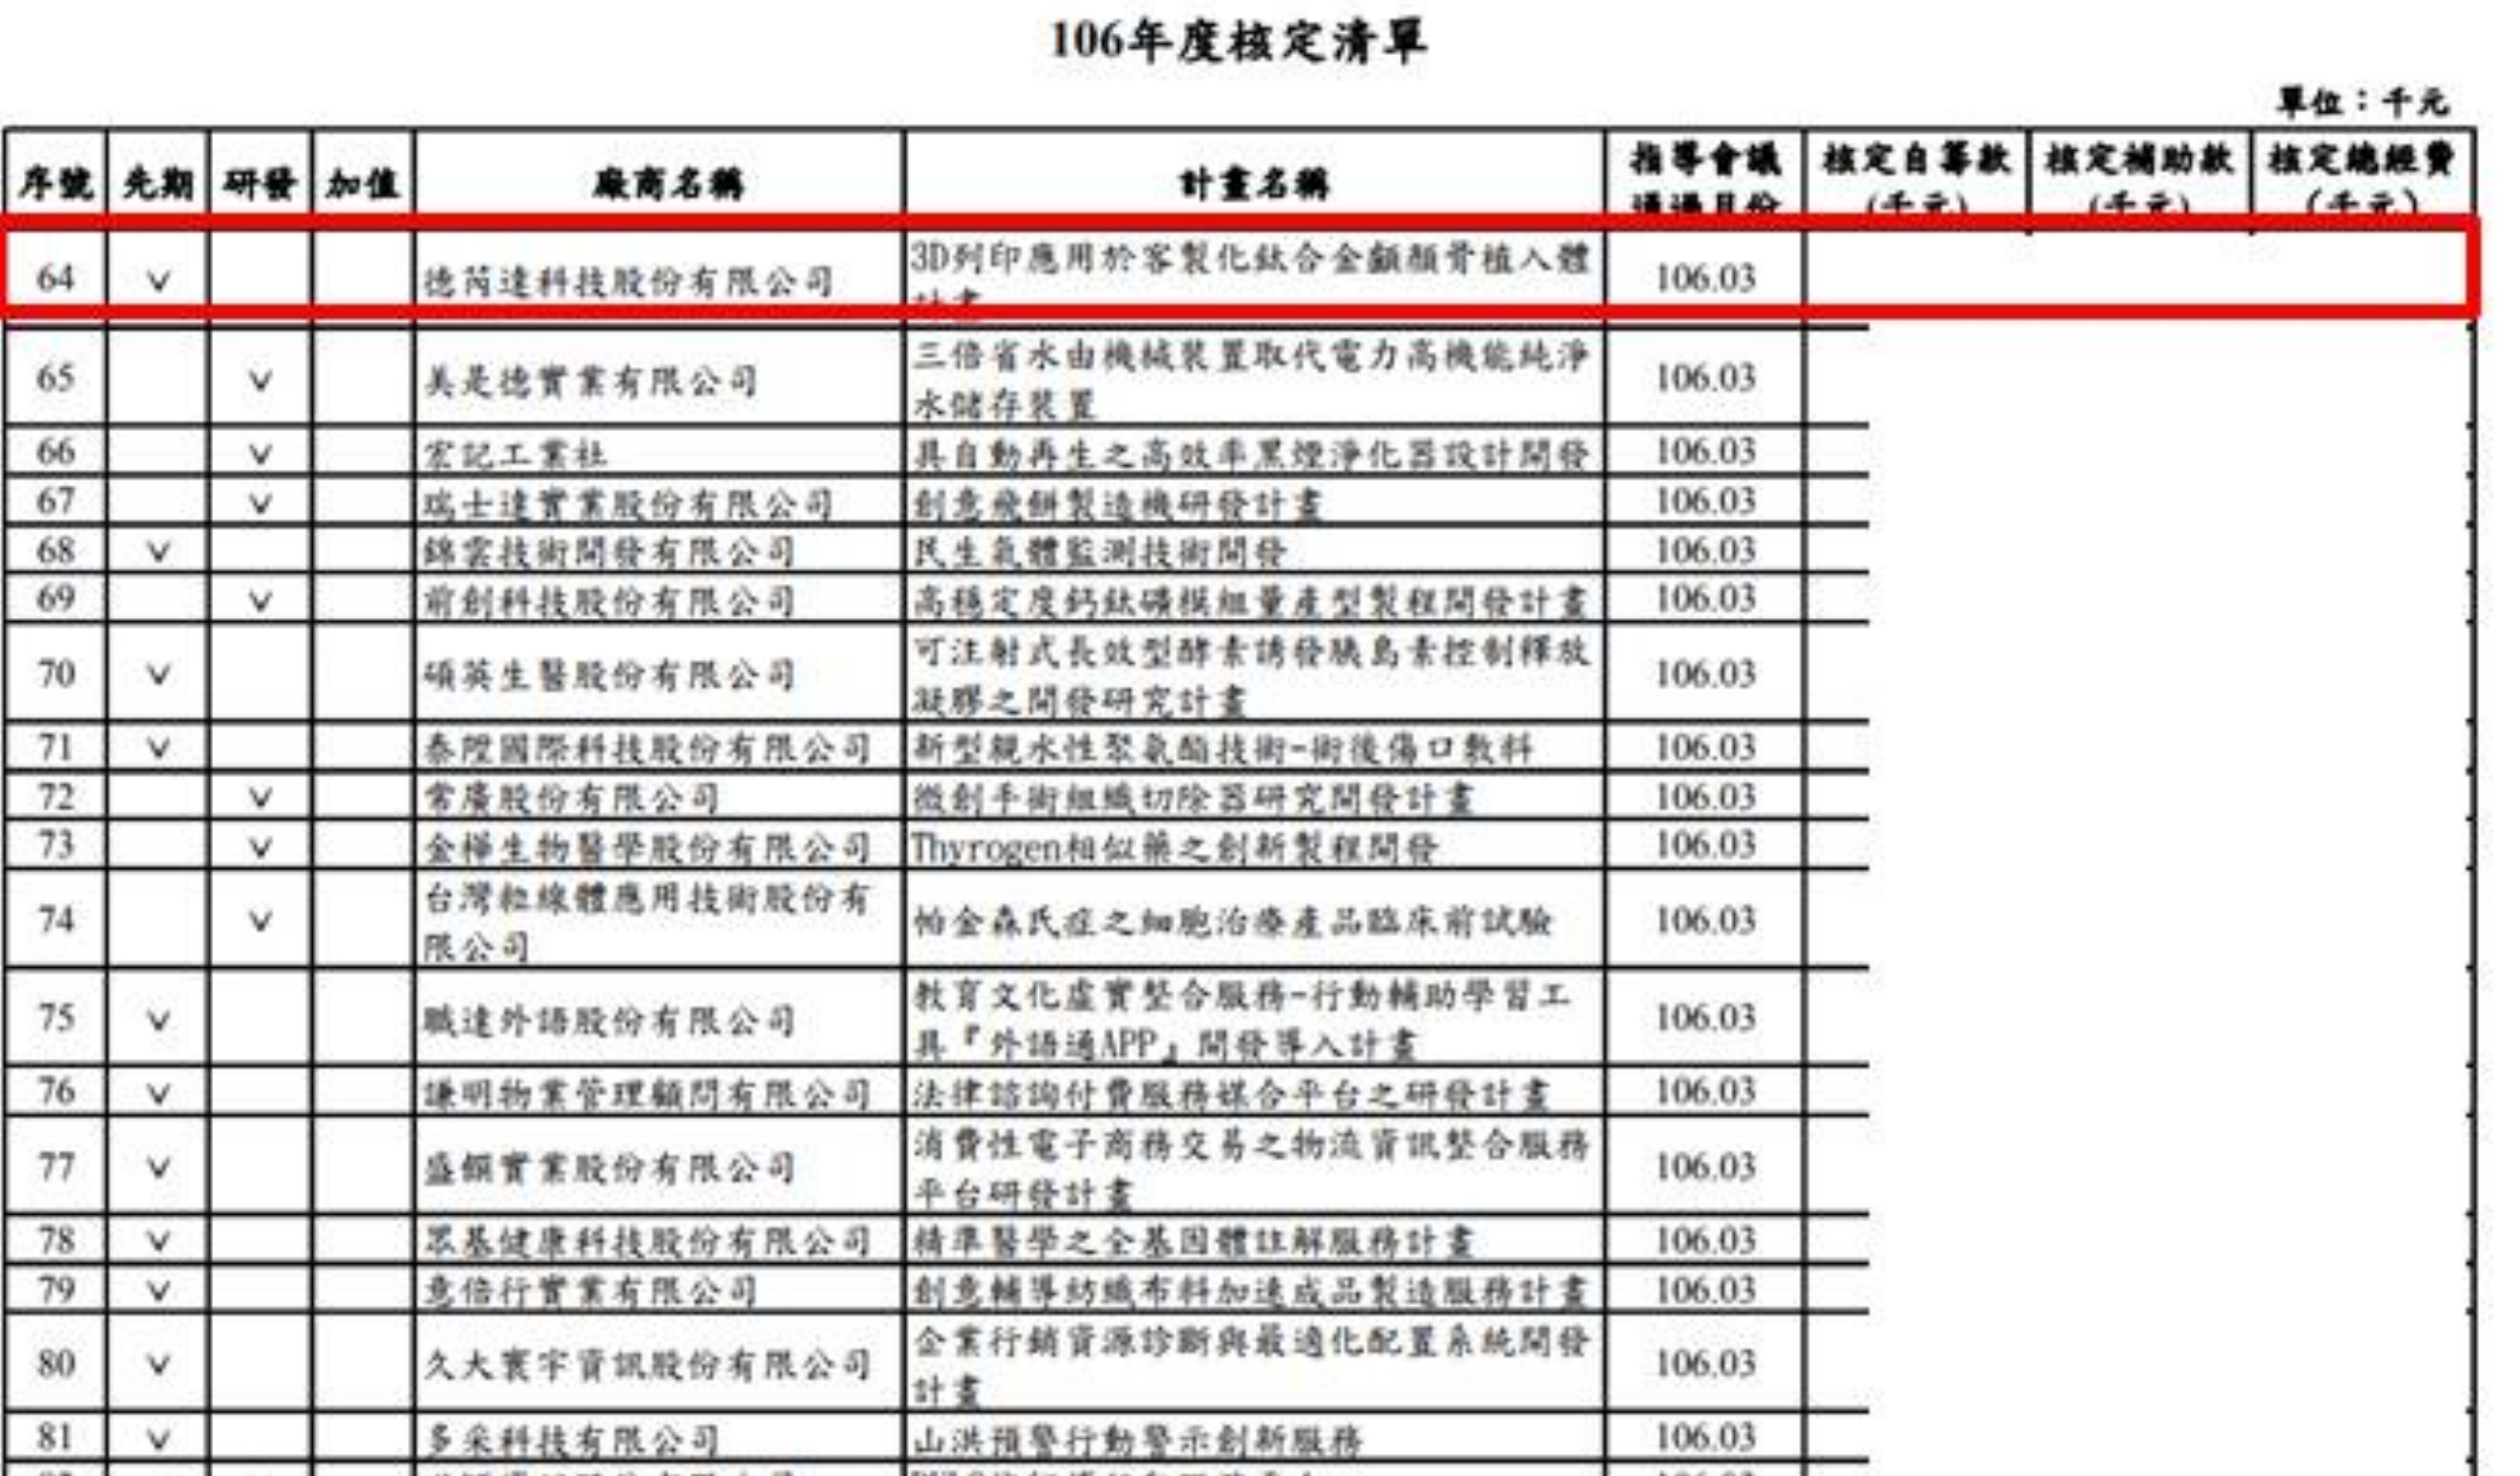 106年度核定清單
單位：千元
序號 先期 研發 加值 廠商名稱 計畫名稱 指導會議 核定自籌款 核定補助款 核定總經費
通過月份 (千元) (千元) (千元)
64 V 德芮達科技股份有限公司 3D列印應用於客製化鈦合金顱顏骨植入體 106.03
計畫
65 V 美是德實業有限公司 三倍省水由機械裝置取代電力高機能純淨 106.03
水儲存裝置
66 V 宏記工業社 具自動再生之高效率黑煙淨化器設計開發 106.03
67 V 瑞士達實業股份有限公司 創意飛餅製造機研發計畫 106.03
68 V 錦雲技術開發有限公司 民生氣體監測技術開發 106.03
69 V 前創科技股份有限公司 高穩定度鈣鈦礦模組量產型製程開發計畫 106.03
70 V 碩英生醫股份有限公司 可注射式長效型酵素誘發胰島素控制釋放 106.03
凝膠之開發研究計畫
71 V 泰陞國際科技股份有限公司 新型親水性聚氨酯技術-術後傷口敷料 106.03
72 V 常廣股份有限公司 微創手術組織切除器研究開發計畫 106.03
73 V 金樺生物醫學股份有限公司 Thyrogen相似藥之創新製程開發 106.03
74 V 台灣粒線體應用技術股份有 帕金森氏症之細胞治療產品臨床前試驗 106.03
限公司
75 V 職達外語股份有限公司 教育文化虛實整合服務-行動輔助學習工 106.03
具『外語通APP』開發導入計畫
76 V 謙明物業管理顧問有限公司 法律諮詢付費服務媒合平台之研發計畫 106.03
77 V 實業股份有限公司 消費性電子商務交易之物流資訊整合服務 106.03
平台研發計畫
78 V 眾基健康科技股份有限公司 精準醫學之全基因體註解服務計畫 106.03
79 V 意倍行實業有限公司 創意輔導紡織布料加速成品製造服務計畫 106.03
80 V 久大寰宇資訊股份有限公司 企業行銷資源診斷與最適化配置系統開發 106.03
計畫
81 V 多采科技有限公司 山洪預警行動警示創新服務 106.03